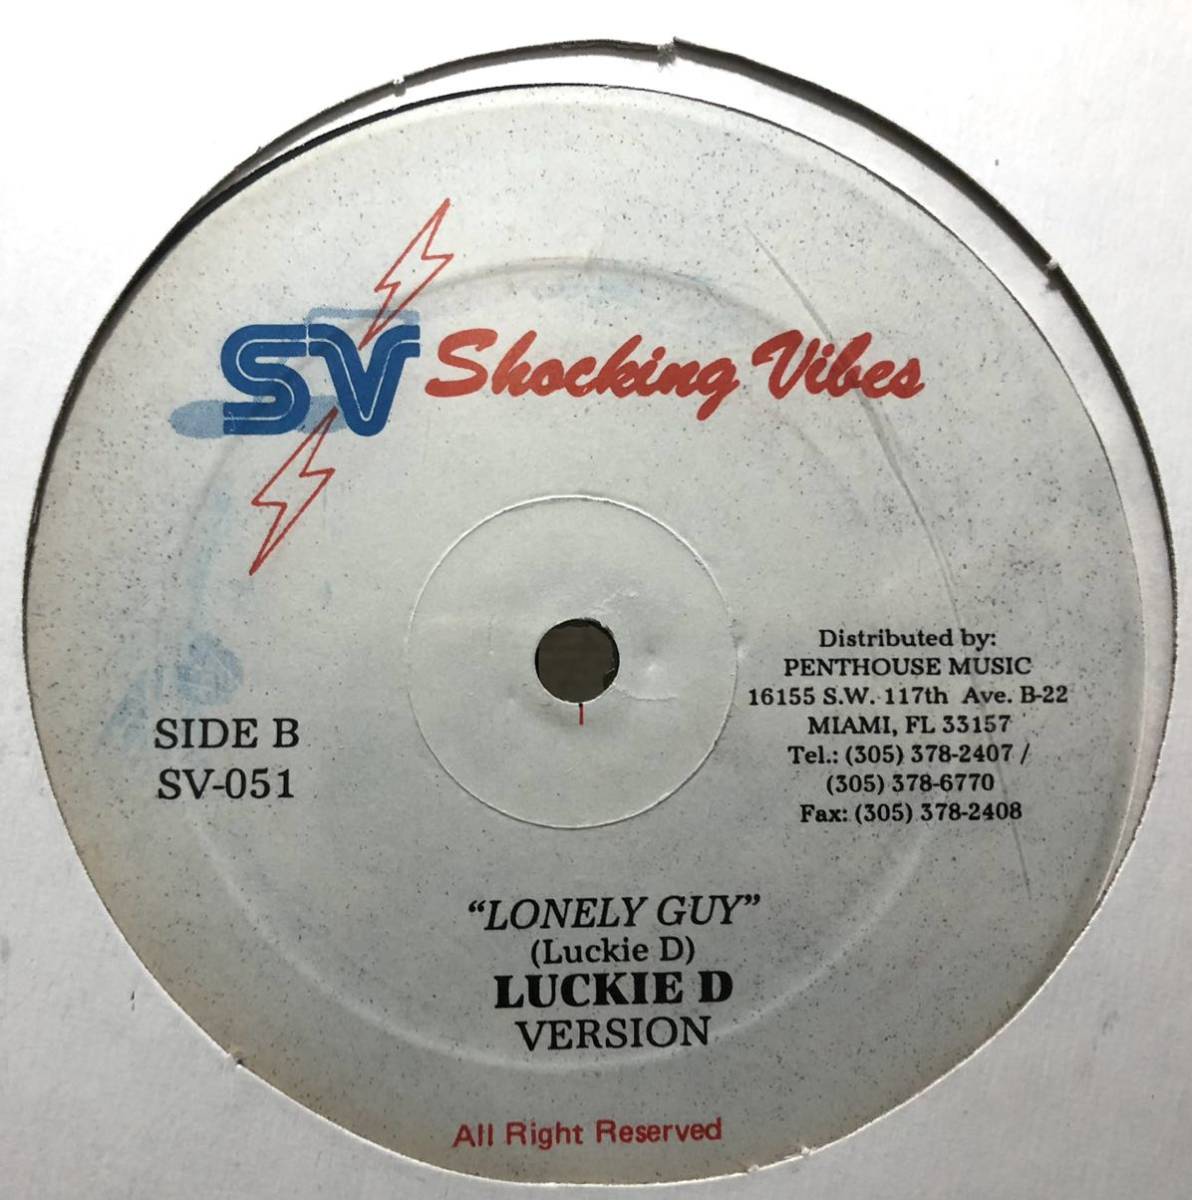 SV Shocking Vibes
Distributed by:
PENTHOUSE MUSIC
16155 S.W. 117th Ave. B-22
MIAMI, FL 33157
Tel.: (305) 378-2407 /
(305) 378-6770
Fax: (305) 378-2408
SIDE B
SV-051
“LONELY GUY”
(Luckie D)
LUCKIE D
VERSION
All Right Reserved